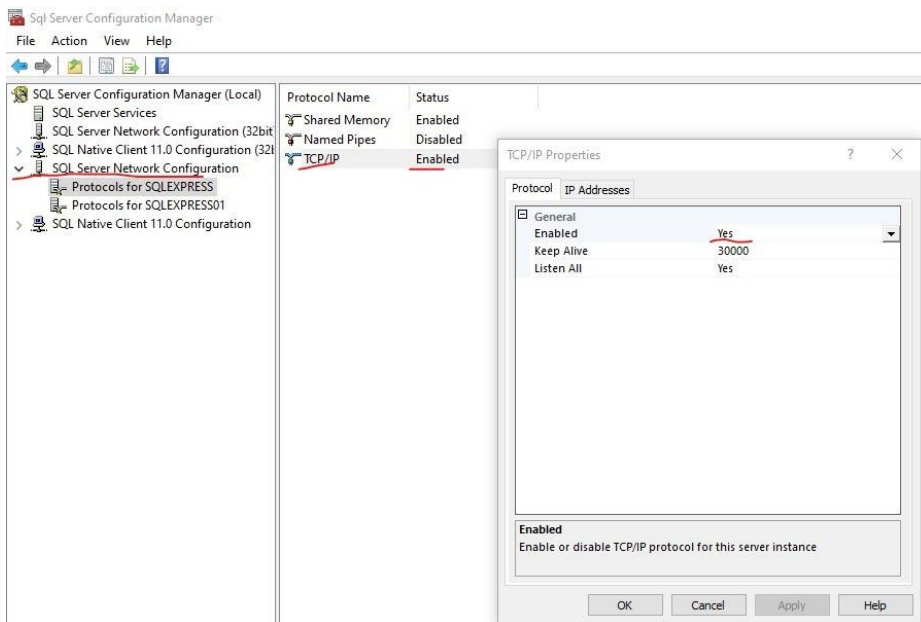 Sql Server Configuration Manager
File Action View Help
SQL Server Configuration Manager (Local)
SQL Server Services
SQL Server Network Configuration (32bit
SQL Native Client 11.0 Configuration (32b
SQL Server Network Configuration
Protocols for SQLEXPRESS
Protocols for SQLEXPRESS01
SQL Native Client 11.0 Configuration
Protocol Name Status
Shared Memory Enabled
Named Pipes Disabled
TCP/IP Enabled
TCP/IP Properties ?
Protocol IP Addresses
General
Enabled Yes
Keep Alive 30000
Listen All Yes
Enabled
Enable or disable TCP/IP protocol for this server instance
OK Cancel Apply Help